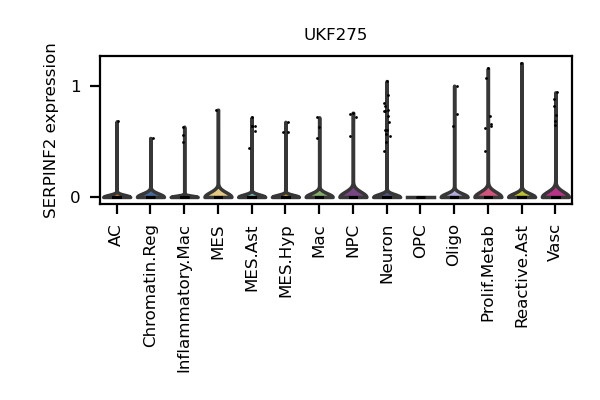 UKF275
SERPINF2 expression
1
0
AC
Chromatin.Reg
Inflammatory.Mac
MES
MES.Ast
MES.Hyp
Mac
NPC
Neuron
OPC
Oligo
Prolif.Metab
Reactive.Ast
Vasc